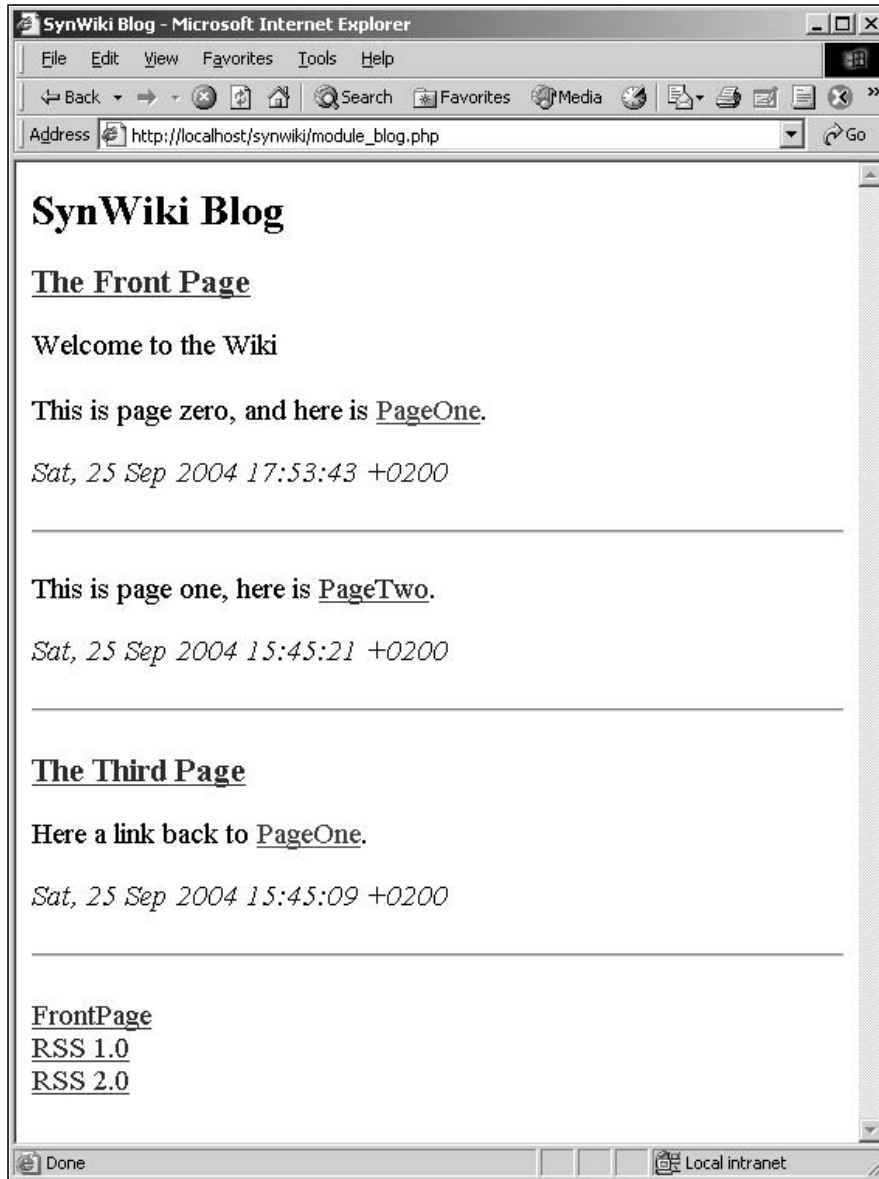 SynWiki Blog - Microsoft Internet Explorer
File Edit View Favorites Tools Help
Back Search Favorites Media »
Address http://localhost/synwiki/module_blog.php Go
SynWiki Blog
The Front Page
Welcome to the Wiki
This is page zero, and here is PageOne.
Sat, 25 Sep 2004 17:53:43 +0200
This is page one, here is PageTwo.
Sat, 25 Sep 2004 15:45:21 +0200
The Third Page
Here a link back to PageOne.
Sat, 25 Sep 2004 15:45:09 +0200
FrontPage
RSS 1.0
RSS 2.0
Done Local intranet